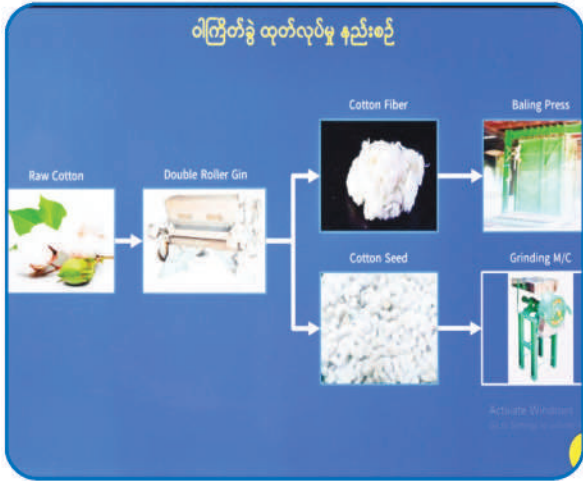 ဝါကြိတ်ခွဲ ထုတ်လုပ်မှု နည်းစဉ်
Cotton Fiber
Baling Press
Raw Cotton
Double Roller Gin
Cotton Seed
Grinding M/C
Activate Windows